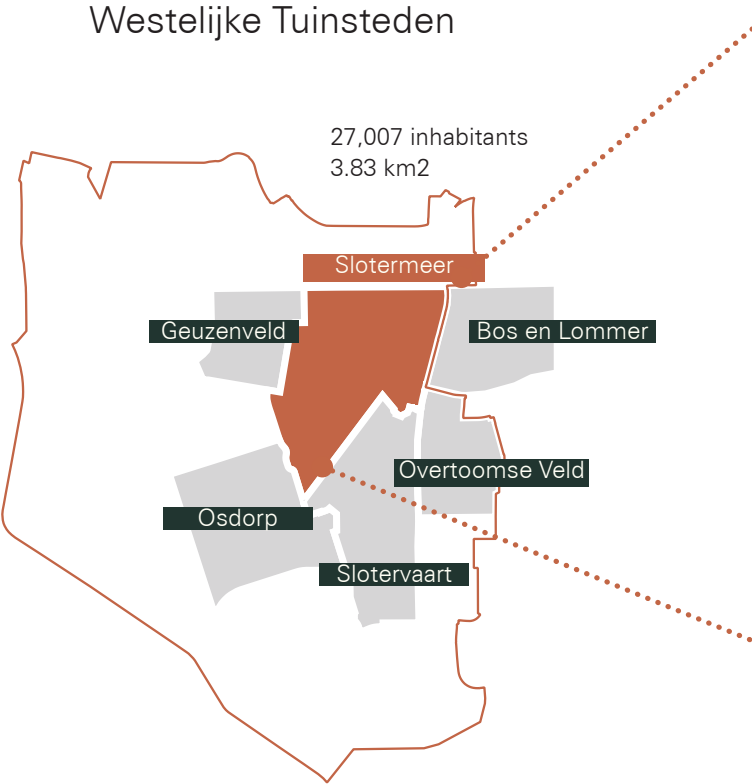 Westelijke Tuinsteden
27,007 inhabitants
3.83 km2
Slotermeer
Geuzenveld
Bos en Lommer
Overtoomse Veld
Osdorp
Slotervaart